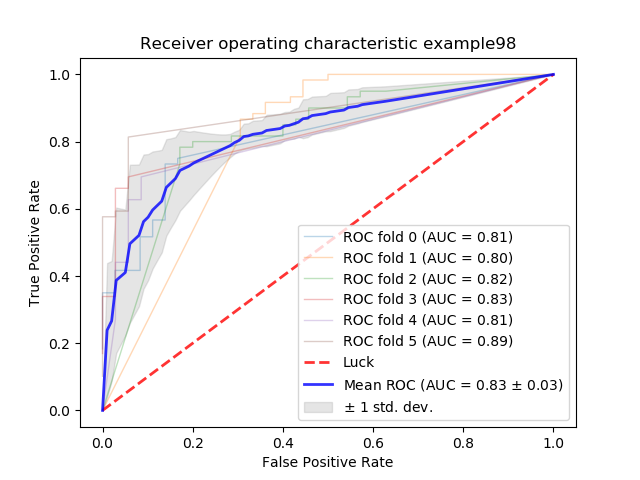 Receiver operating characteristic example98
True Positive Rate
1.0
0.8
0.6
0.4
0.2
0.0
ROC fold 0 (AUC = 0.81)
ROC fold 1 (AUC = 0.80)
ROC fold 2 (AUC = 0.82)
ROC fold 3 (AUC = 0.83)
ROC fold 4 (AUC = 0.81)
ROC fold 5 (AUC = 0.89)
Luck
Mean ROC (AUC = 0.83 ± 0.03)
± 1 std. dev.
0.0 0.2 0.4 0.6 0.8 1.0
False Positive Rate